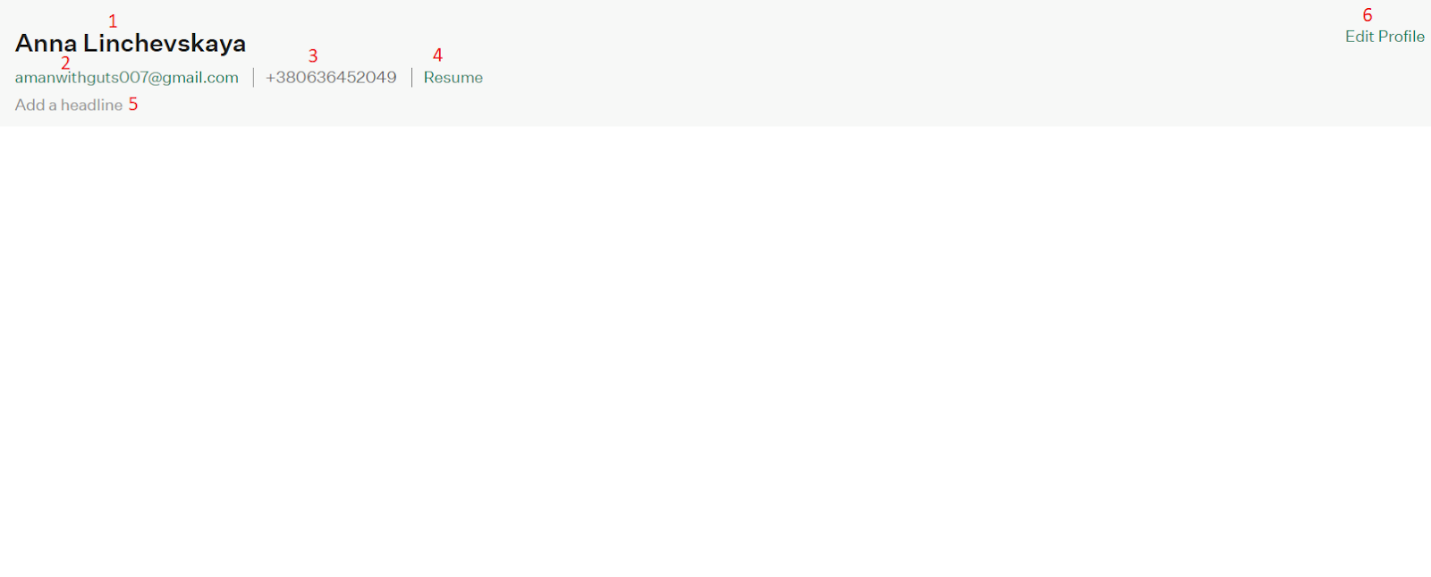 1
6
Anna Linchevskaya
Edit Profile
2
3
4
amanwithguts007@gmail.com | +380636452049 | Resume
Add a headline 5